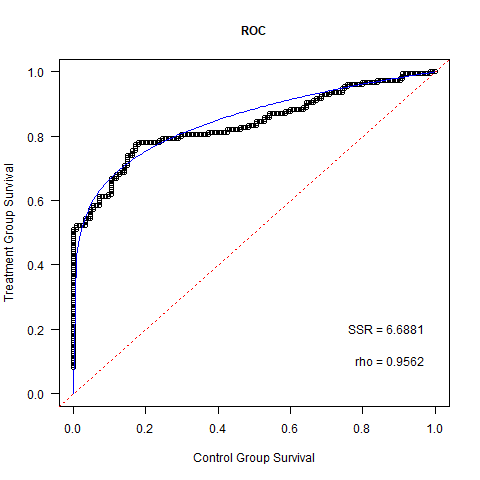 ROC
1.0
0.8
0.6
0.4
0.2
0.0
Treatment Group Survival
SSR = 6.6881
rho = 0.9562
0.0 0.2 0.4 0.6 0.8 1.0
Control Group Survival